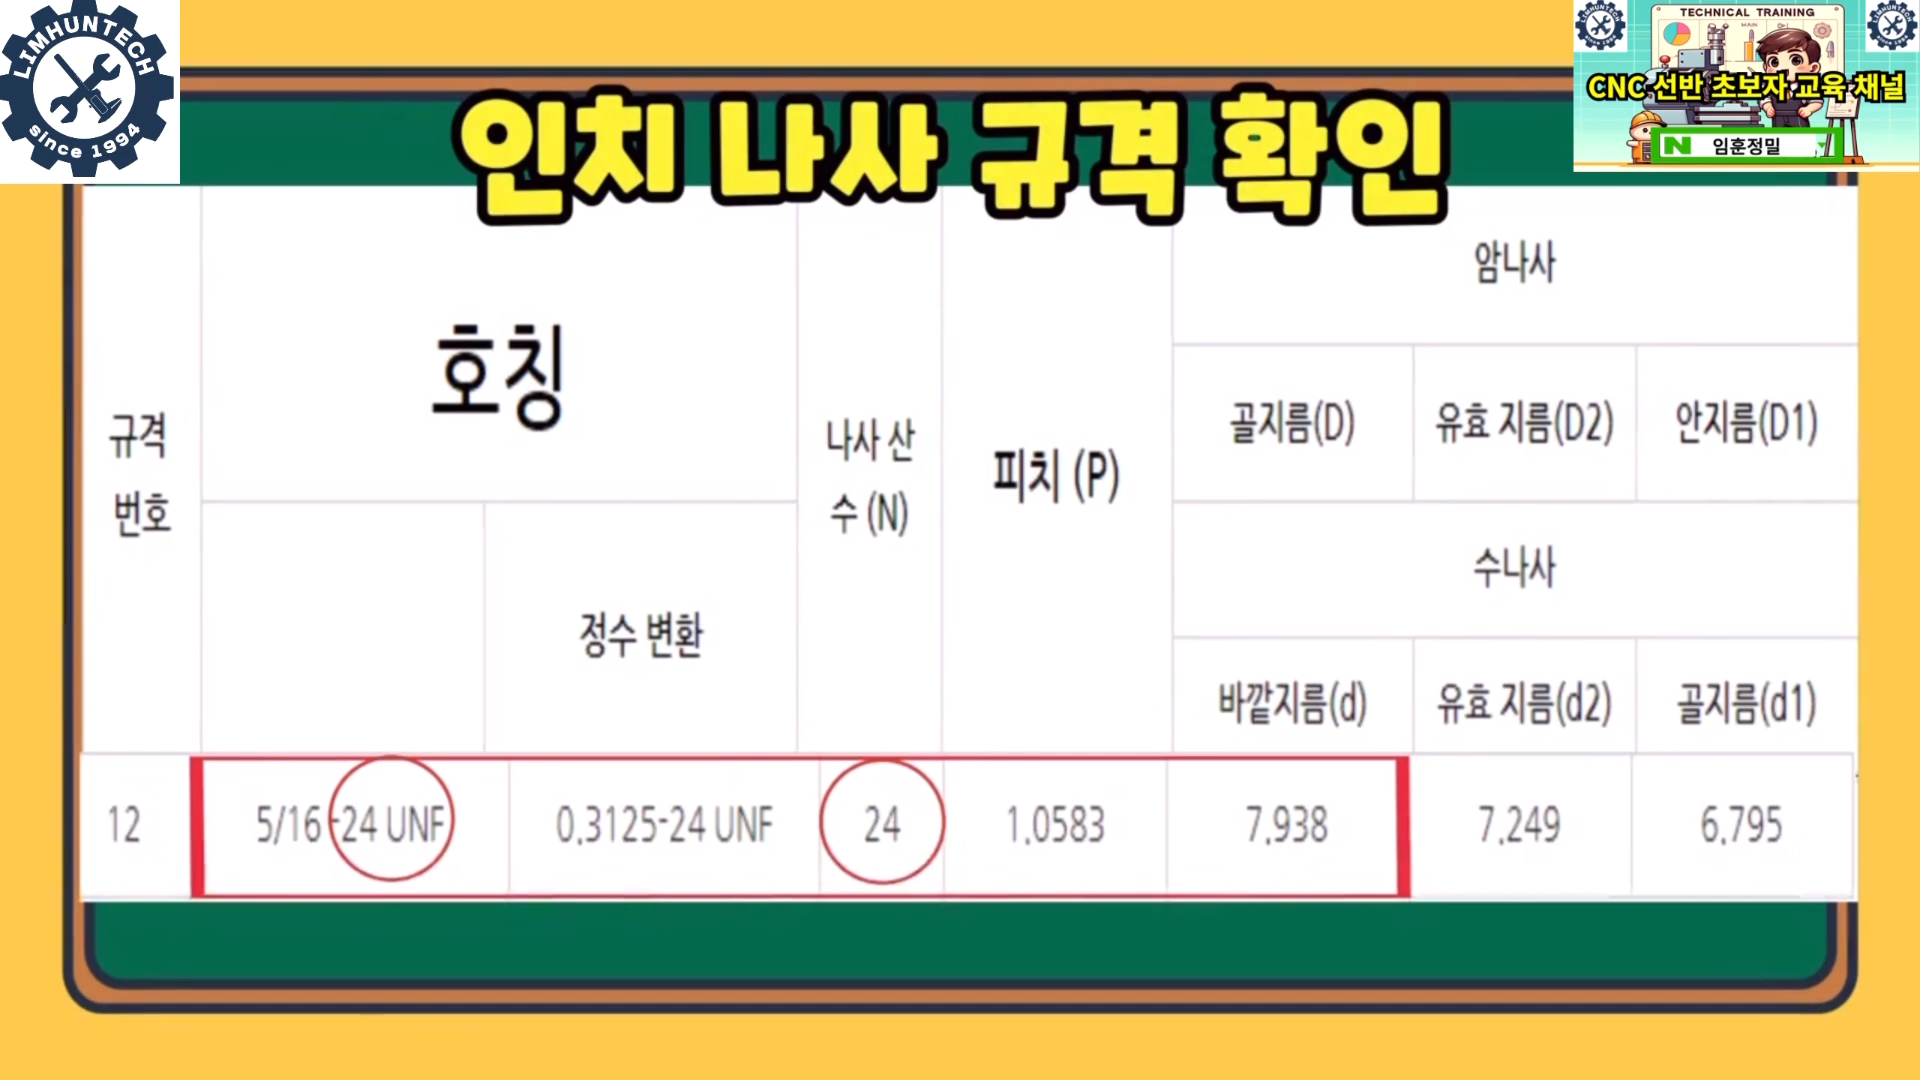 LIMHUNTECH
since 1994
TECHNICAL TRAINING
MAIN
CNC 선반 초보자 교육 채널
N 임훈정밀
인치 나사 규격 확인
규격 번호
호칭
정수 변환
나사 산 수 (N)
피치 (P)
암나사
골지름(D)
유효 지름(D2)
안지름(D1)
수나사
바깥지름(d)
유효 지름(d2)
골지름(d1)
12
5/16 -24 UNF
0.3125-24 UNF
24
1.0583
7.938
7.249
6.795